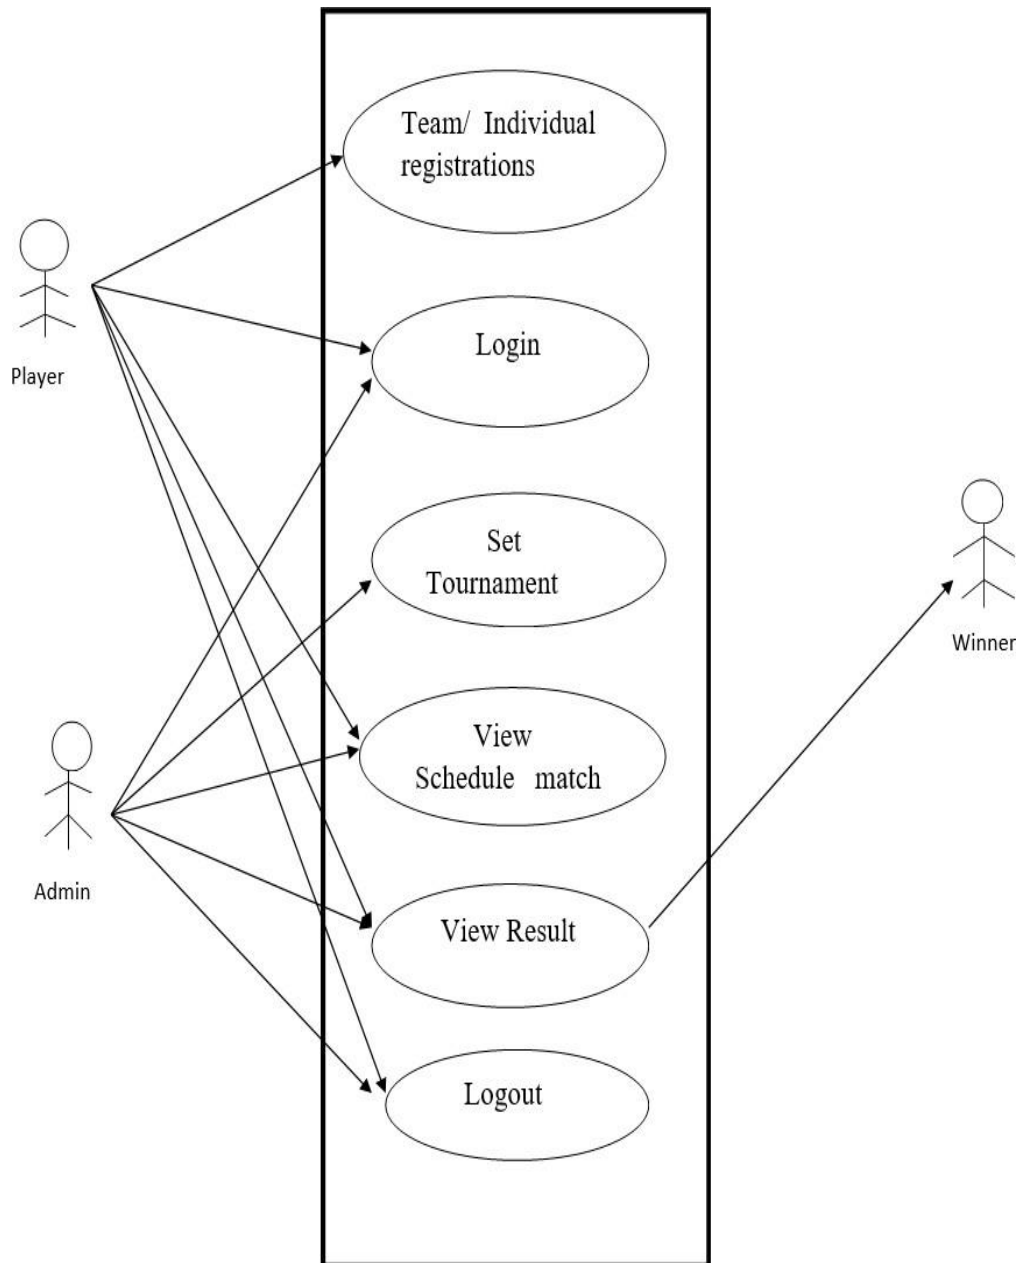 Team/ Individual
registrations
Player
Login
Set
Tournament
Winner
View
Schedule match
Admin
View Result
Logout